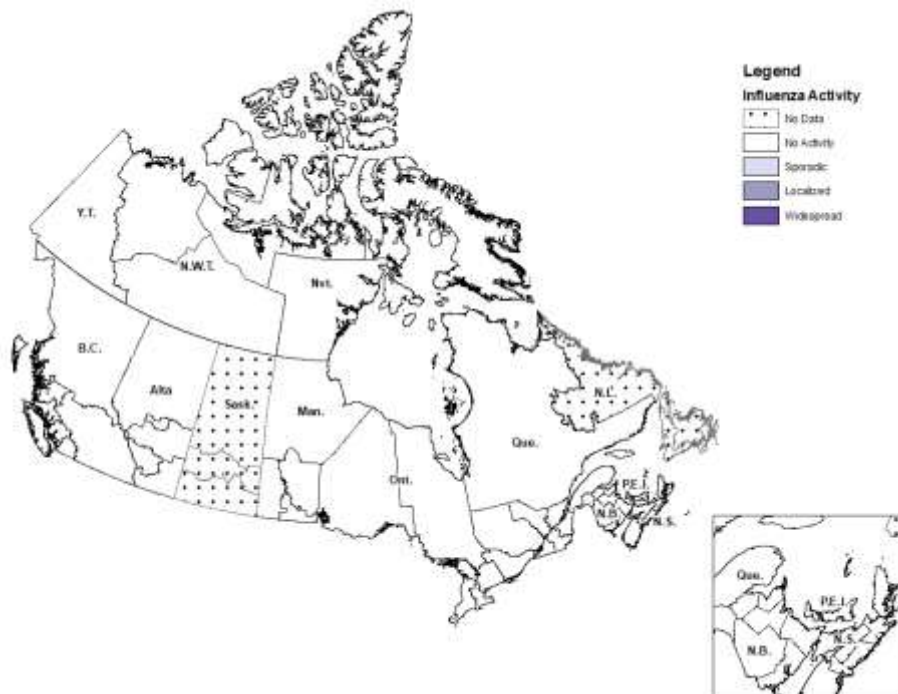 Legend
Influenza Activity
No Data
No Activity
Sporadic
Localized
Widespread
Y.T.
N.W.T.
Nvt.
B.C.
Alta
Sask.
Man.
N.L.
Que.
Ont.
P.E.I.
N.B.
N.S.
Que.
P.E.I.
N.S.
N.B.